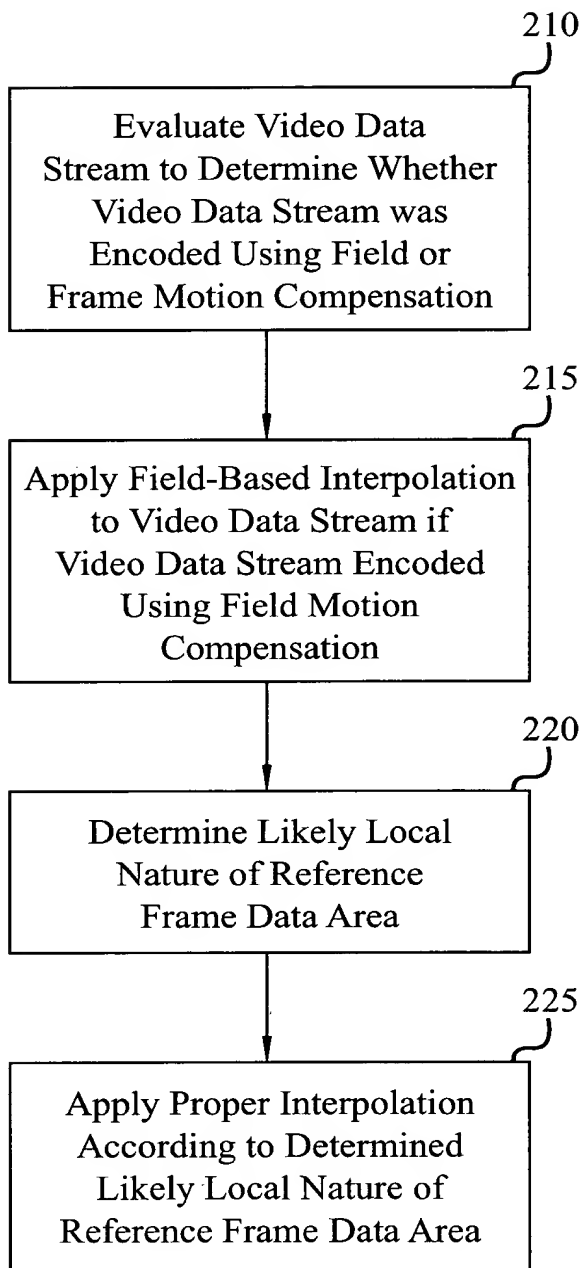 210
Evaluate Video Data
Stream to Determine Whether
Video Data Stream was
Encoded Using Field or
Frame Motion Compensation
215
Apply Field-Based Interpolation
to Video Data Stream if
Video Data Stream Encoded
Using Field Motion
Compensation
220
Determine Likely Local
Nature of Reference
Frame Data Area
225
Apply Proper Interpolation
According to Determined
Likely Local Nature of
Reference Frame Data Area